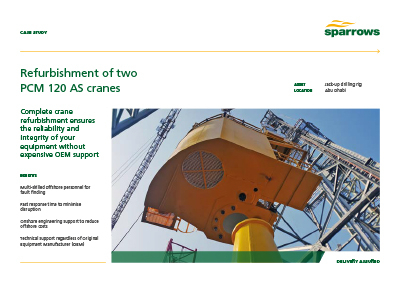 CASE STUDY
sparrows
Refurbishment of two
PCM 120 AS cranes
ASSET Jack-up drilling rig
LOCATION Abu Dhabi
Complete crane
refurbishment ensures
the reliability and
integrity of your
equipment without
expensive OEM support
BENEFITS
Multi-skilled offshore personnel for
fault finding
Fast response time to minimise
disruption
Onshore engineering support to reduce
offshore costs
Technical support regardless of Original
Equipment Manufacturer (OEM)
DELIVERY ASSURED